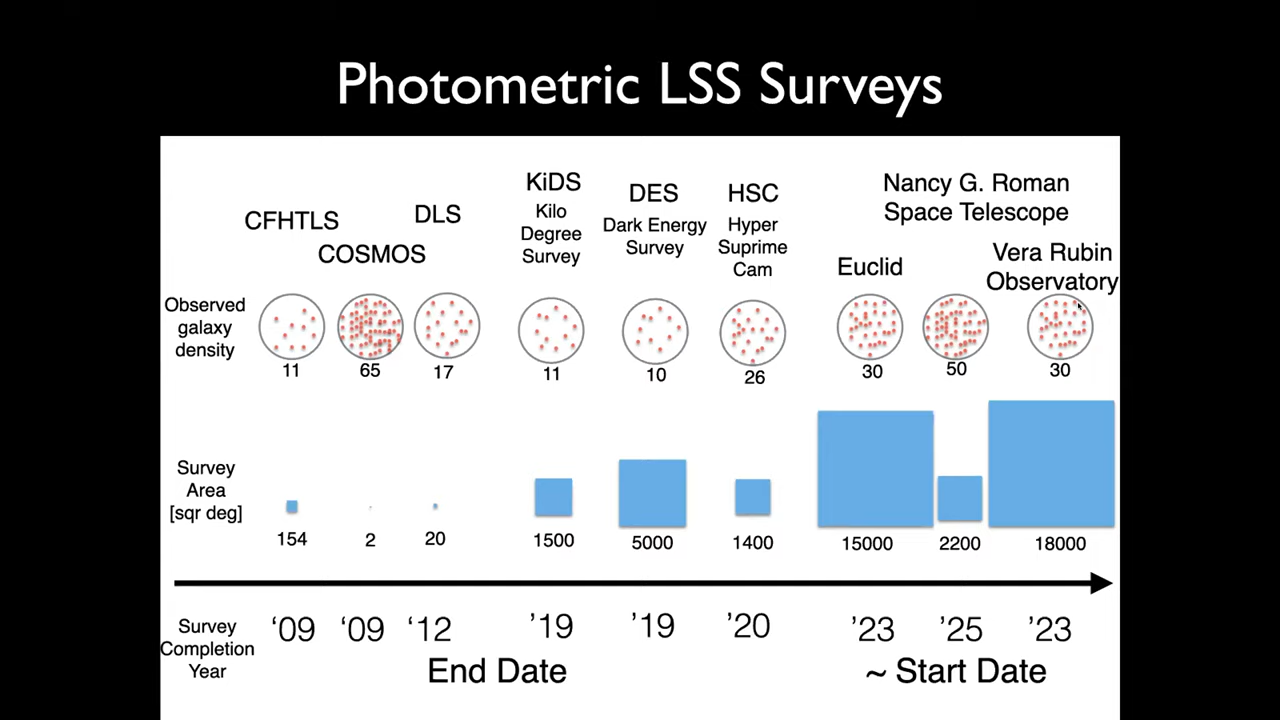 Photometric LSS Surveys
CFHTLS
COSMOS
DLS
KiDS
Kilo
Degree
Survey
DES
Dark Energy
Survey
HSC
Hyper
Suprime
Cam
Nancy G. Roman
Space Telescope
Euclid
Vera Rubin
Observatory
Observed
galaxy
density
11 65 17 11 10 26 30 50 30
Survey
Area
[sqr deg]
154 2 20 1500 5000 1400 15000 2200 18000
Survey
Completion
Year
‘09 ‘09 ‘12 ’19 ’19 ’20 ’23 ’25 ’23
End Date
~ Start Date